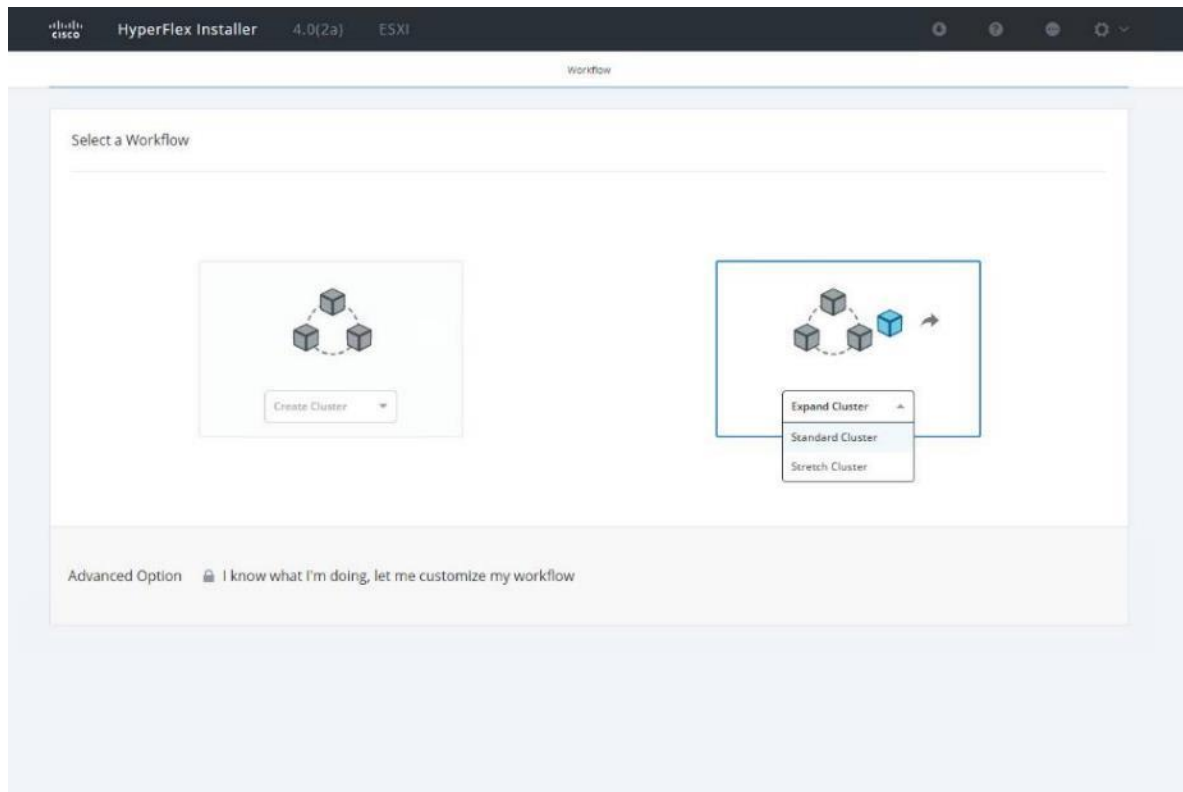 cisco HyperFlex Installer 4.0(2a) ESXI
Workflow
Select a Workflow
Create Cluster
Expand Cluster
Standard Cluster
Stretch Cluster
Advanced Option I know what I'm doing, let me customize my workflow